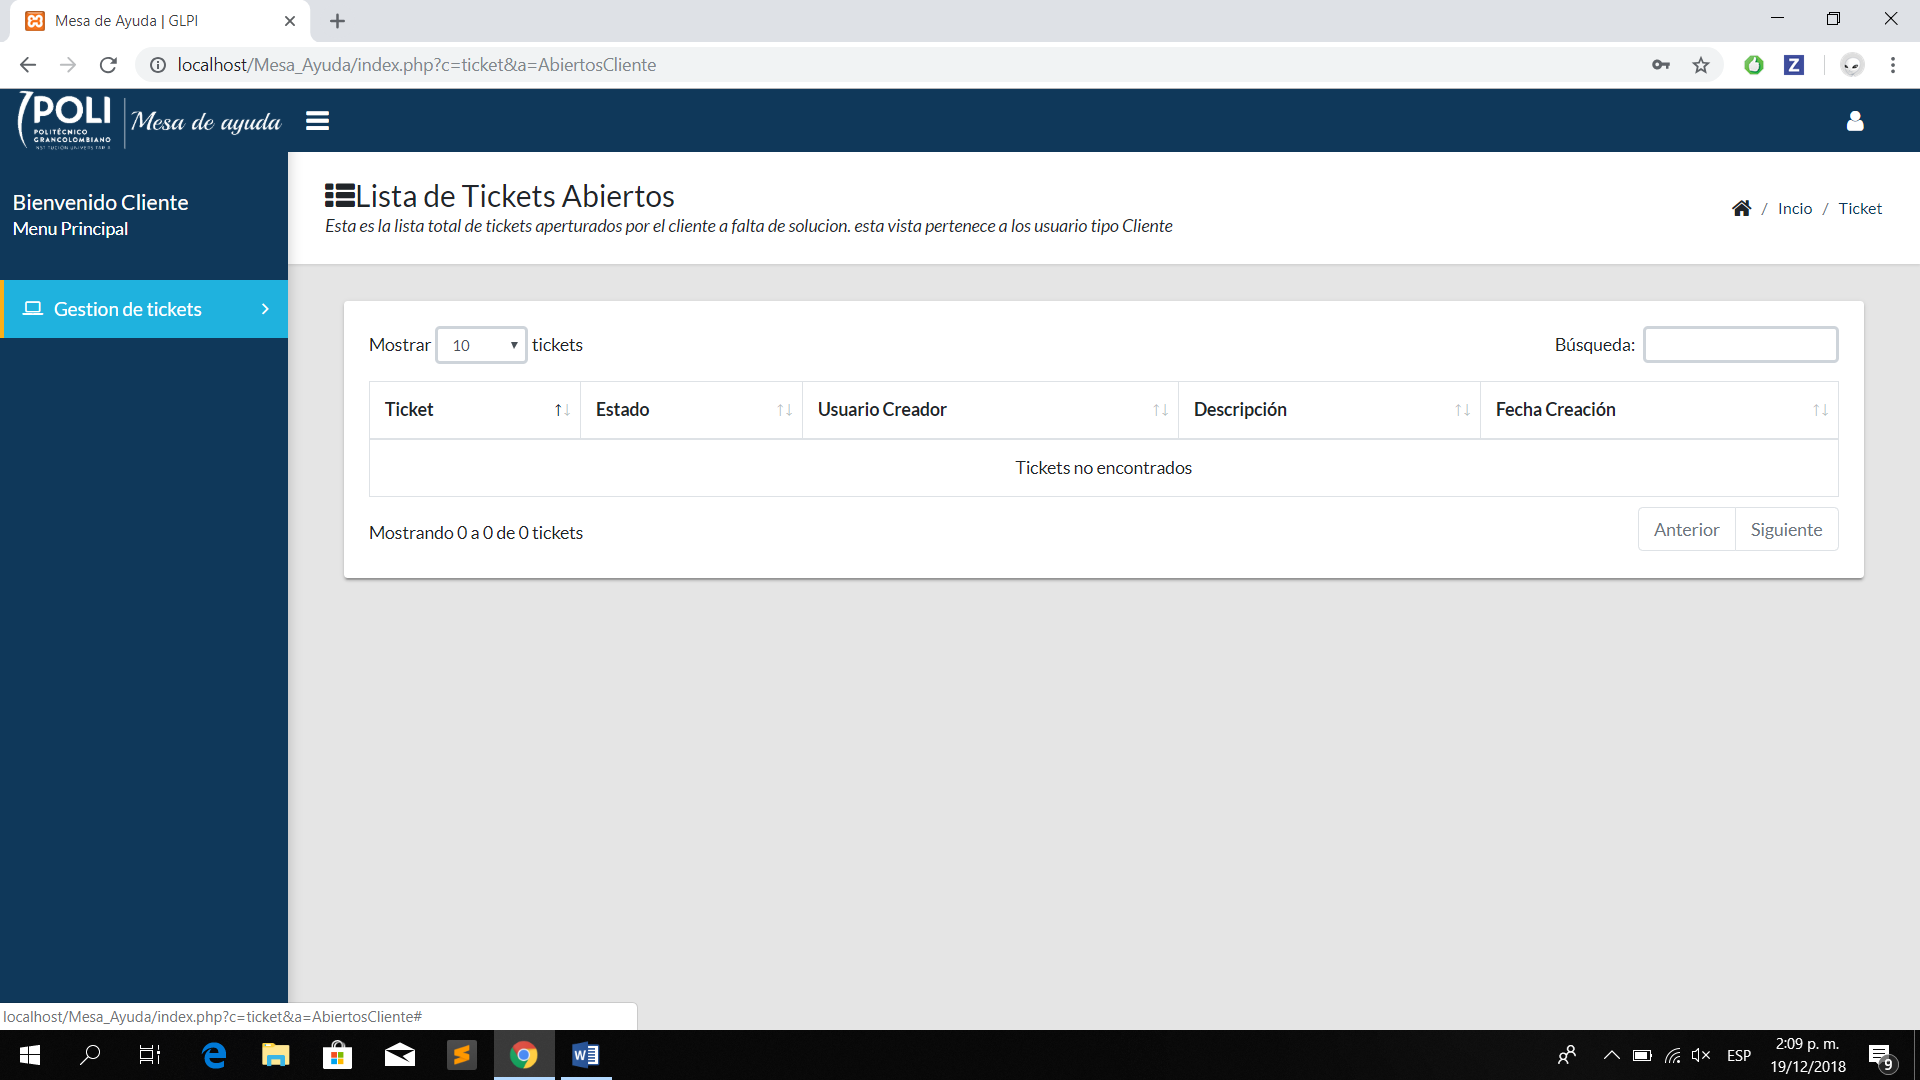 Mesa de Ayuda | GLPI
localhost/Mesa_Ayuda/index.php?c=ticket&a=AbiertosCliente
POLI
POLITÉCNICO
GRANCOLOMBIANO
Mesa de ayuda
Bienvenido Cliente
Menu Principal
Gestion de tickets
Lista de Tickets Abiertos
Esta es la lista total de tickets aperturados por el cliente a falta de solucion. esta vista pertenece a los usuario tipo Cliente
/ Incio / Ticket
Mostrar 10 tickets
Búsqueda:
Ticket Estado Usuario Creador Descripción Fecha Creación
Tickets no encontrados
Mostrando 0 a 0 de 0 tickets
Anterior Siguiente
localhost/Mesa_Ayuda/index.php?c=ticket&a=AbiertosCliente#
ESP
2:09 p. m.
19/12/2018
9